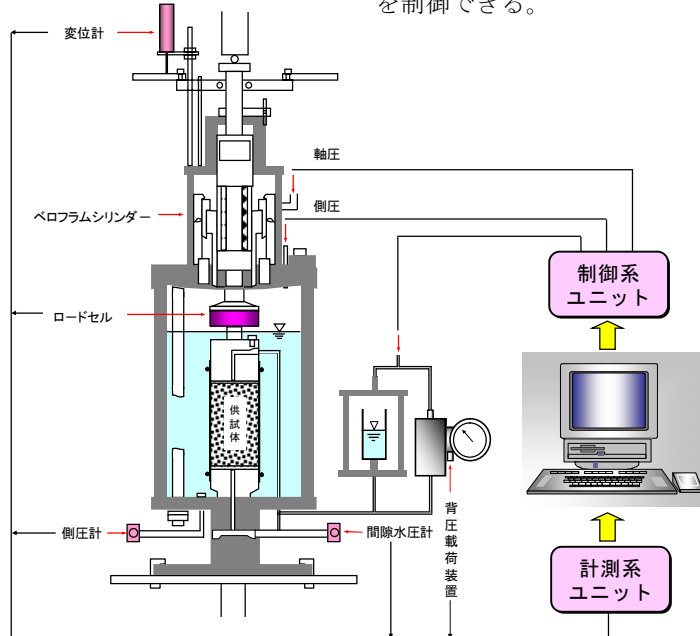 を制御できる。
変位計
軸圧
ベロフラムシリンダー
側圧
制御系
ユニット
ロードセル
供試体
側圧計
間隙水圧計
背圧載荷装置
計測系
ユニット